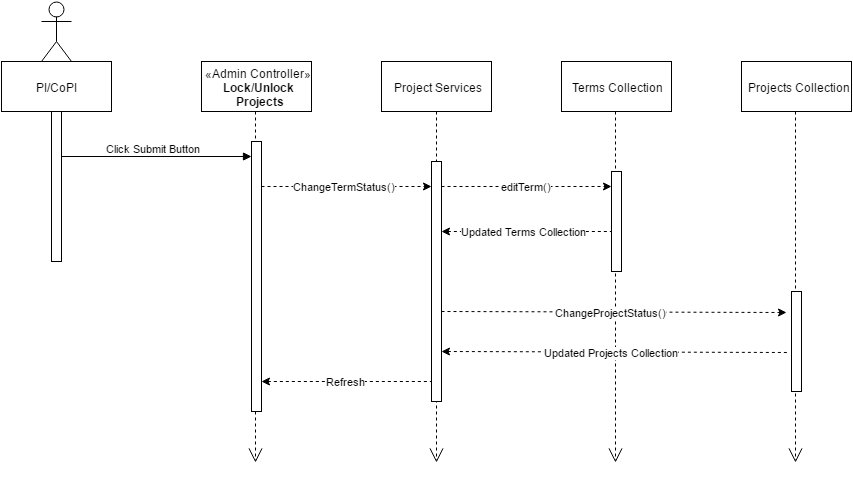 PI/CoPI
«Admin Controller»
Lock/Unlock
Projects
Project Services
Terms Collection
Projects Collection
Click Submit Button
ChangeTermStatus()
editTerm()
Updated Terms Collection
ChangeProjectStatus()
Updated Projects Collection
Refresh